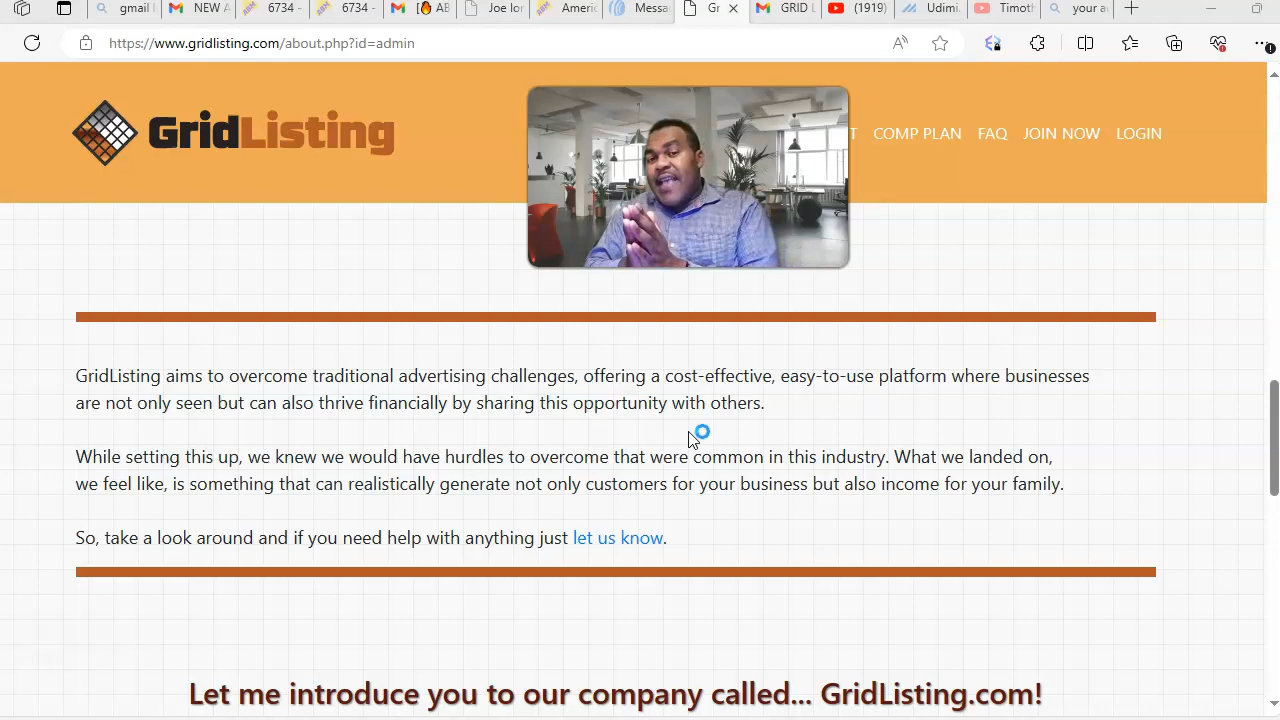 gmail
NEW A
6734 -
6734 -
[🔥 AB
Joe lor
Americ
Messa
Gr
GRID L
(1919)
Udimi.
Timoth
your a
https://www.gridlisting.com/about.php?id=admin
GridListing
T COMP PLAN FAQ JOIN NOW LOGIN
GridListing aims to overcome traditional advertising challenges, offering a cost-effective, easy-to-use platform where businesses
are not only seen but can also thrive financially by sharing this opportunity with others.
While setting this up, we knew we would have hurdles to overcome that were common in this industry. What we landed on,
we feel like, is something that can realistically generate not only customers for your business but also income for your family.
So, take a look around and if you need help with anything just let us know.
Let me introduce you to our company called... GridListing.com!